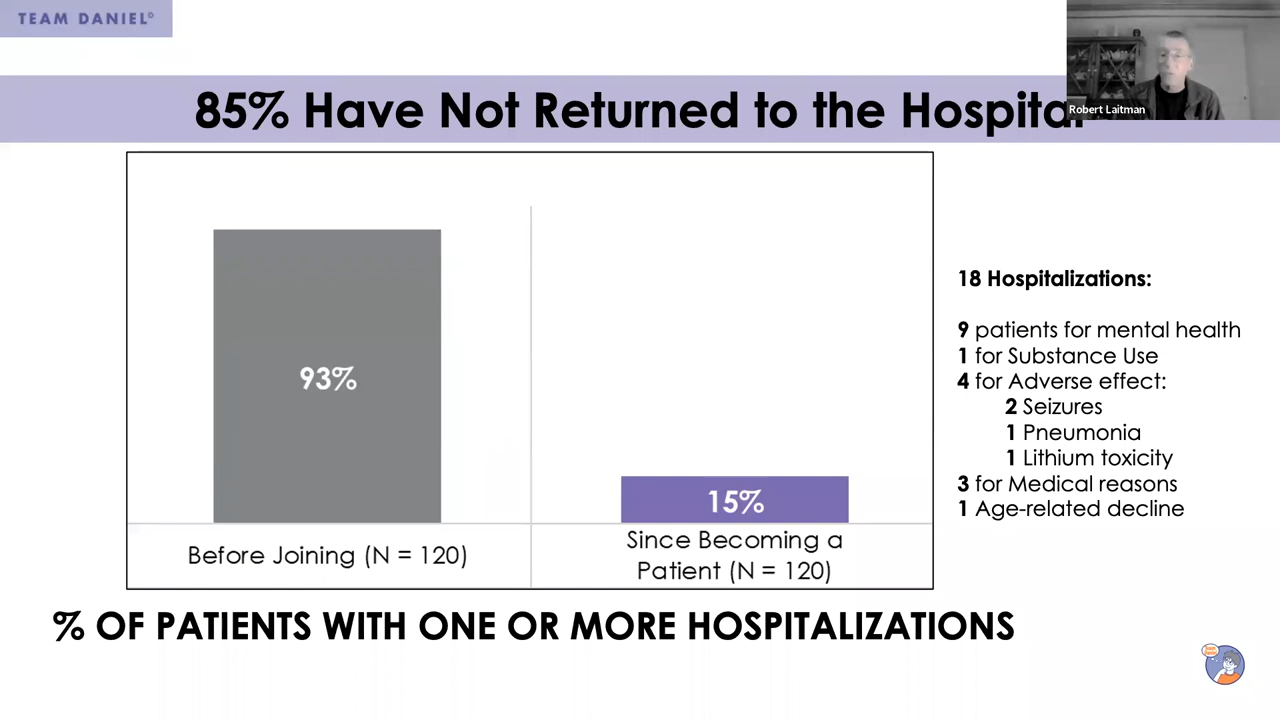 TEAM DANIEL©
Robert Laitman
85% Have Not Returned to the Hospital
93%
15%
Before Joining (N = 120)
Since Becoming a
Patient (N = 120)
18 Hospitalizations:
9 patients for mental health
1 for Substance Use
4 for Adverse effect:
2 Seizures
1 Pneumonia
1 Lithium toxicity
3 for Medical reasons
1 Age-related decline
% OF PATIENTS WITH ONE OR MORE HOSPITALIZATIONS